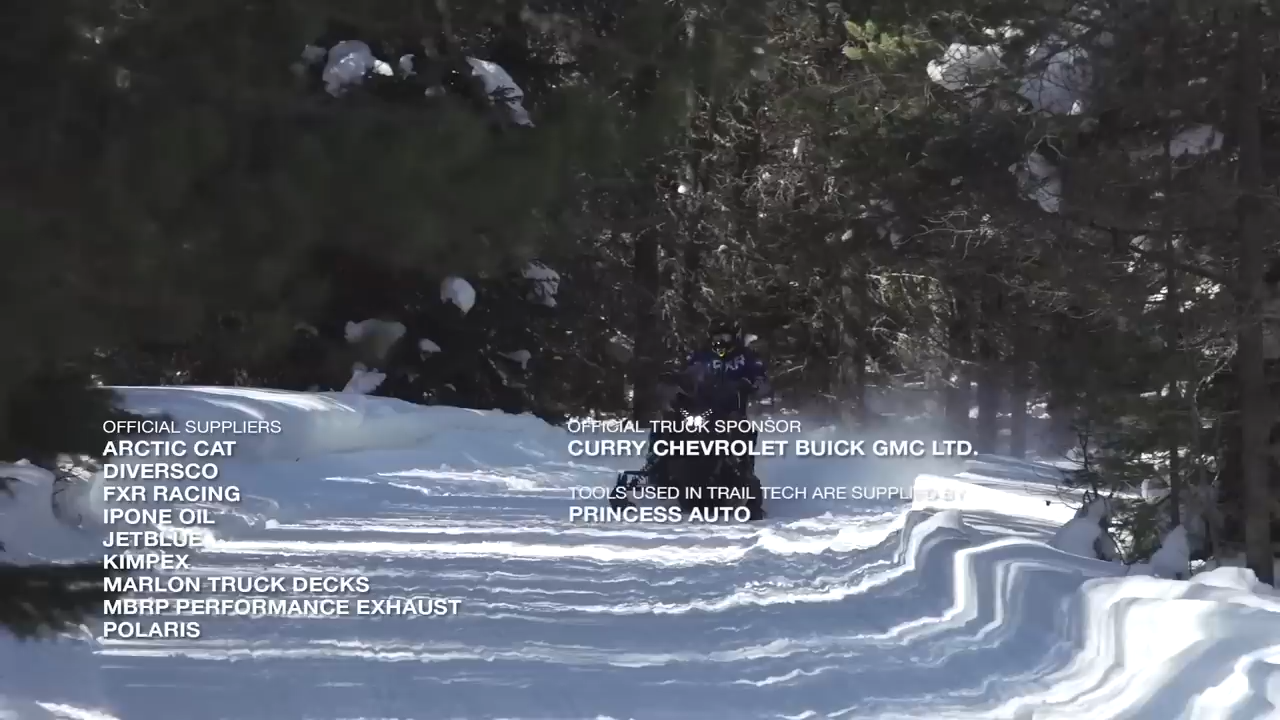 OFFICIAL SUPPLIERS
ARCTIC CAT
DIVERSCO
FXR RACING
IPONE OIL
JETBLUE
KIMPEX
MARLON TRUCK DECKS
MBRP PERFORMANCE EXHAUST
POLARIS
OFFICIAL TRUCK SPONSOR
CURRY CHEVROLET BUICK GMC LTD.
TOOLS USED IN TRAIL TECH ARE SUPPLIED BY
PRINCESS AUTO